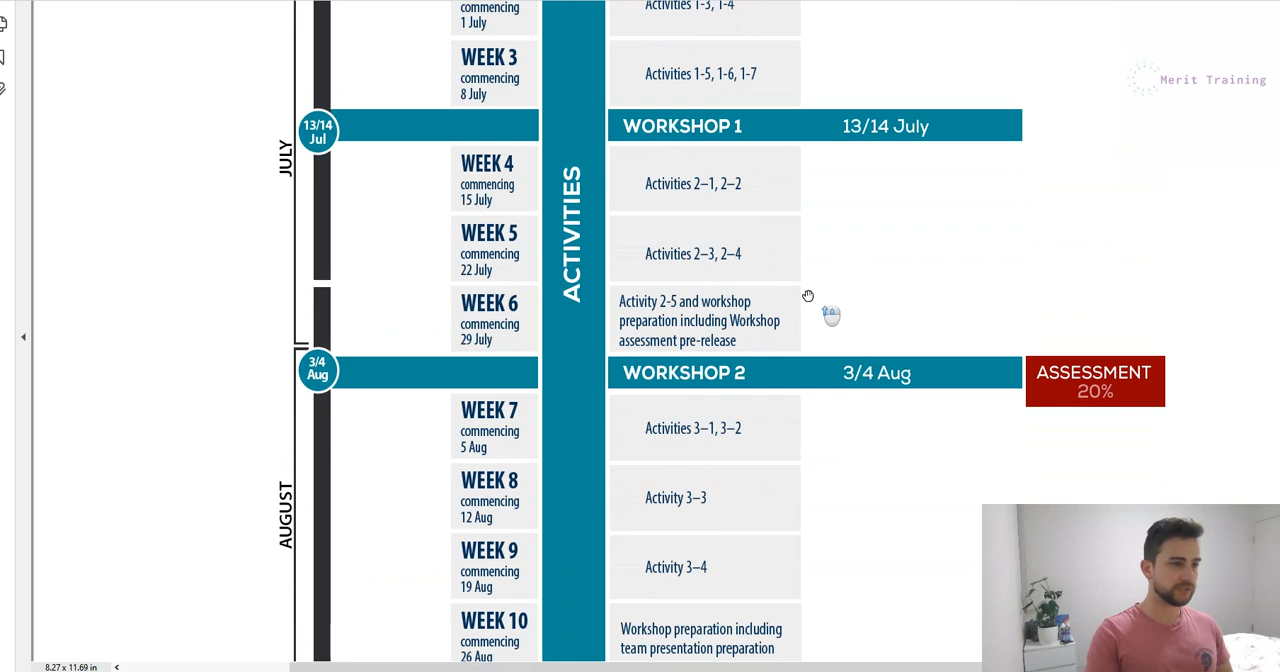 commencing
1 July
Activities 1-3, 1-4
WEEK 3
commencing
8 July
Activities 1-5, 1-6, 1-7
Merit Training
13/14
Jul
WORKSHOP 1
13/14 July
JULY
WEEK 4
commencing
15 July
Activities 2–1, 2–2
ACTIVITIES
WEEK 5
commencing
22 July
Activities 2–3, 2–4
WEEK 6
commencing
29 July
Activity 2-5 and workshop
preparation including Workshop
assessment pre-release
3/4
Aug
WORKSHOP 2
3/4 Aug
ASSESSMENT
20%
WEEK 7
commencing
5 Aug
Activities 3–1, 3–2
AUGUST
WEEK 8
commencing
12 Aug
Activity 3–3
WEEK 9
commencing
19 Aug
Activity 3–4
WEEK 10
commencing
26 Aug
Workshop preparation including
team presentation preparation
8.27 x 11.69 in